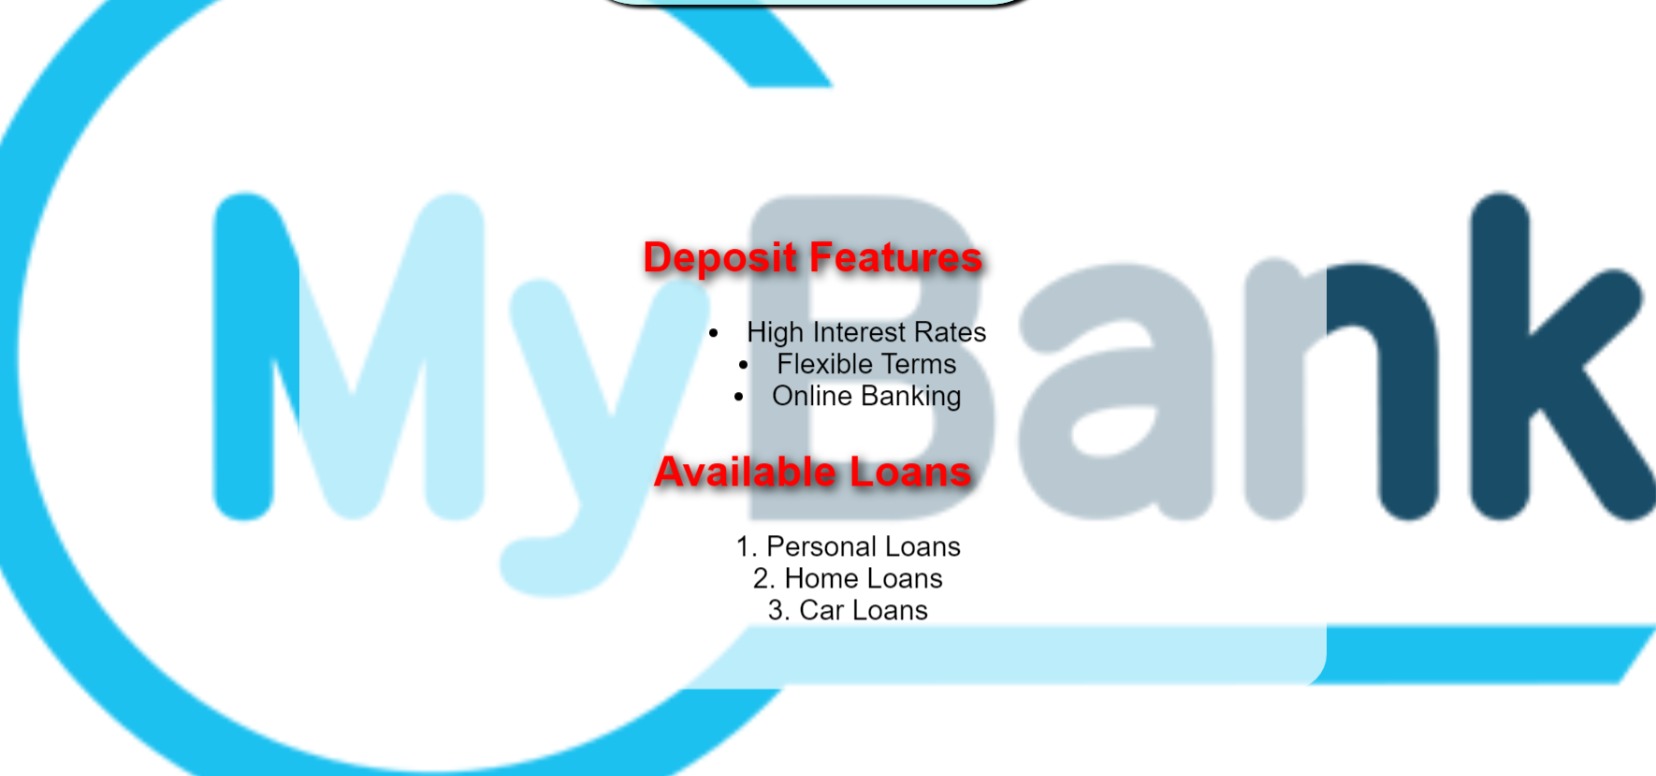 MyBank
Deposit Features
• High Interest Rates
• Flexible Terms
• Online Banking
Available Loans
1. Personal Loans
2. Home Loans
3. Car Loans